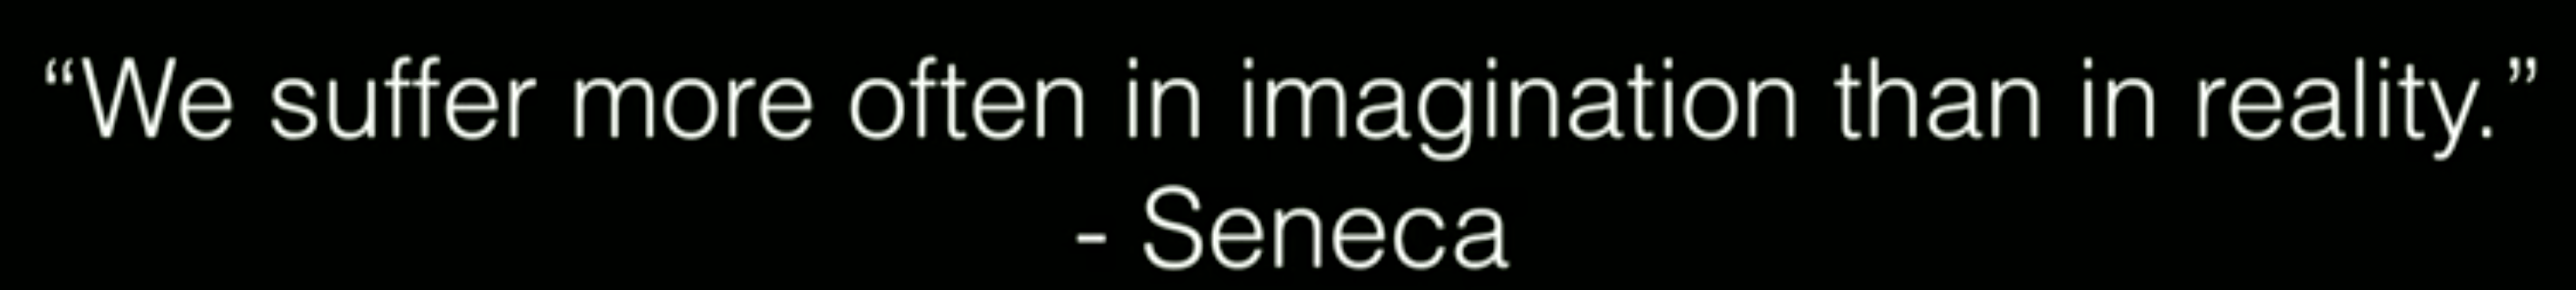 “We suffer more often in imagination than in reality.”
- Seneca